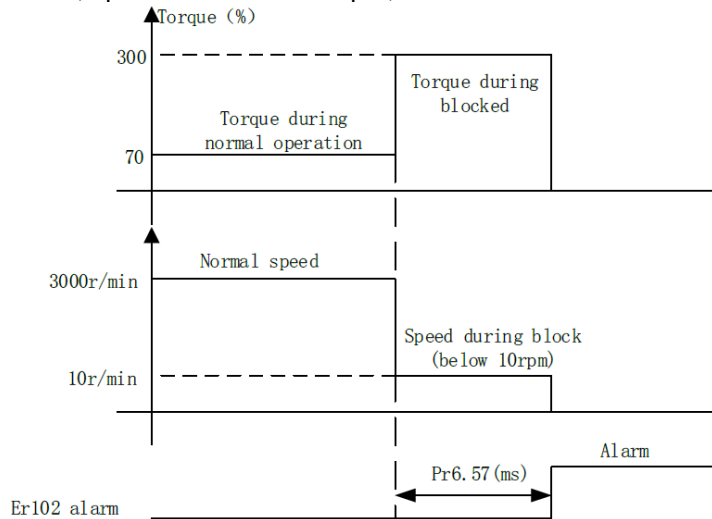 Torque (%)
300
Torque during
blocked
Torque during
normal operation
70
Normal speed
3000r/min
Speed during block
(below 10rpm)
10r/min
Alarm
Pr6.57(ms)
Er102 alarm